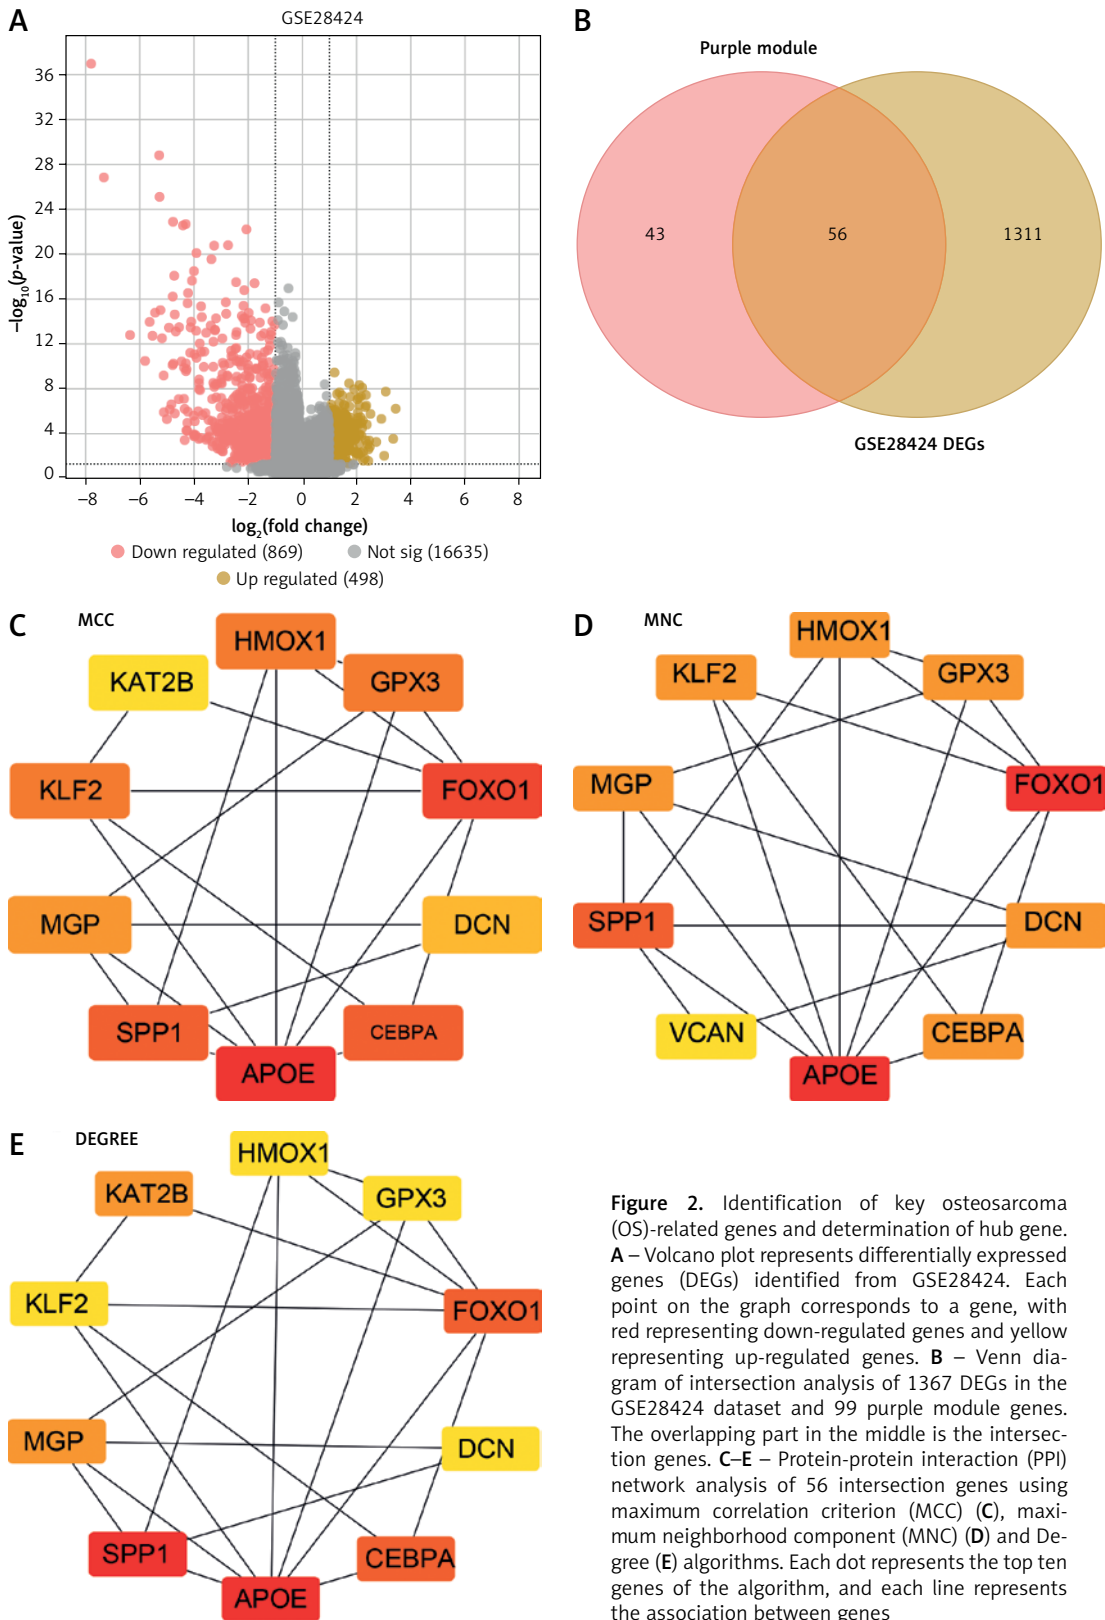 A
GSE28424
–log10(p-value)
36
32
28
24
20
16
12
8
4
0
–8 –6 –4 –2 0 2 4 6 8
log2(fold change)
Down regulated (869) Not sig (16635)
Up regulated (498)
B
Purple module
43 56 1311
GSE28424 DEGs
C MCC
HMOX1
KAT2B
GPX3
KLF2
FOXO1
MGP
DCN
SPP1
CEBPA
APOE
D MNC
HMOX1
KLF2
GPX3
MGP
FOXO1
SPP1
DCN
VCAN
CEBPA
APOE
E DEGREE
HMOX1
KAT2B
GPX3
KLF2
FOXO1
MGP
DCN
SPP1
CEBPA
APOE
Figure 2. Identification of key osteosarcoma
(OS)-related genes and determination of hub gene.
A – Volcano plot represents differentially expressed
genes (DEGs) identified from GSE28424. Each
point on the graph corresponds to a gene, with
red representing down-regulated genes and yellow
representing up-regulated genes. B – Venn dia-
gram of intersection analysis of 1367 DEGs in the
GSE28424 dataset and 99 purple module genes.
The overlapping part in the middle is the intersec-
tion genes. C–E – Protein-protein interaction (PPI)
network analysis of 56 intersection genes using
maximum correlation criterion (MCC) (C), maxi-
mum neighborhood component (MNC) (D) and De-
gree (E) algorithms. Each dot represents the top ten
genes of the algorithm, and each line represents
the association between genes